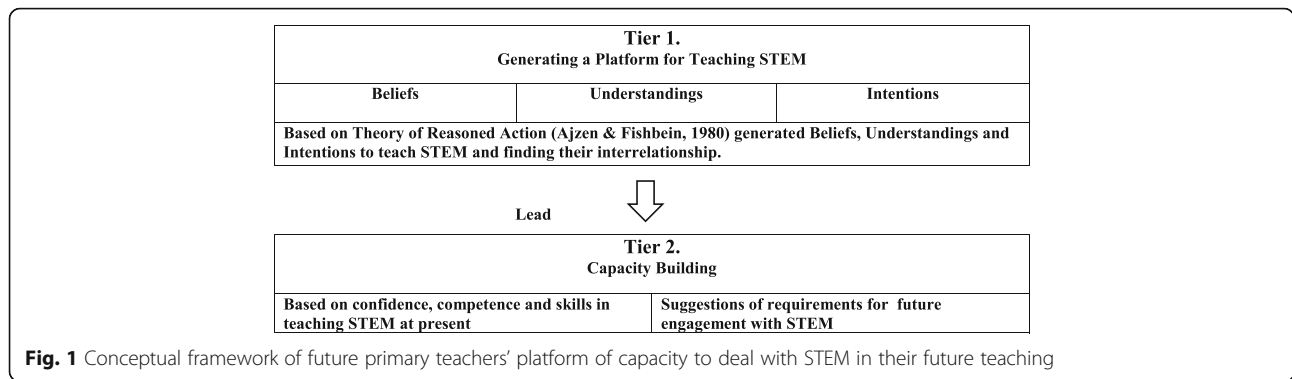 Tier 1.
Generating a Platform for Teaching STEM
Beliefs
Understandings
Intentions
Based on Theory of Reasoned Action (Ajzen & Fishbein, 1980) generated Beliefs, Understandings and
Intentions to teach STEM and finding their interrelationship.
Lead
Tier 2.
Capacity Building
Based on confidence, competence and skills in
teaching STEM at present
Suggestions of requirements for future
engagement with STEM
Fig. 1 Conceptual framework of future primary teachers' platform of capacity to deal with STEM in their future teaching